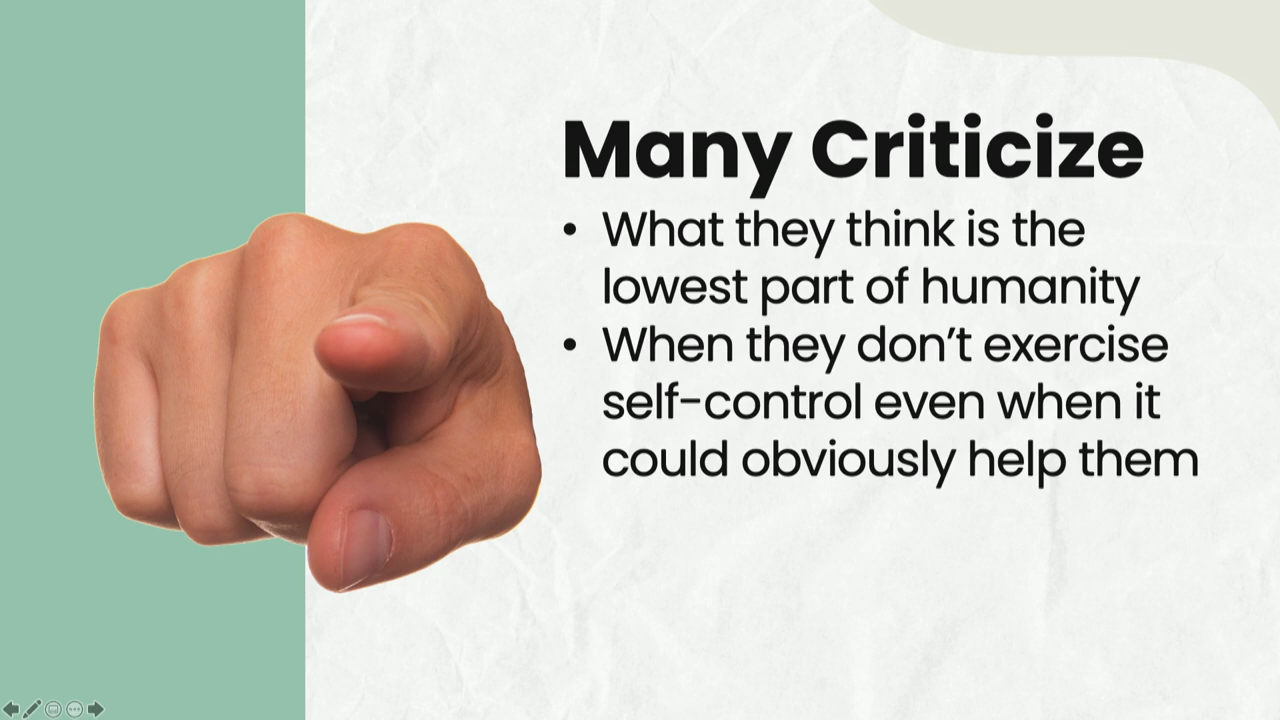 Many Criticize
• What they think is the
lowest part of humanity
• When they don’t exercise
self-control even when it
could obviously help them